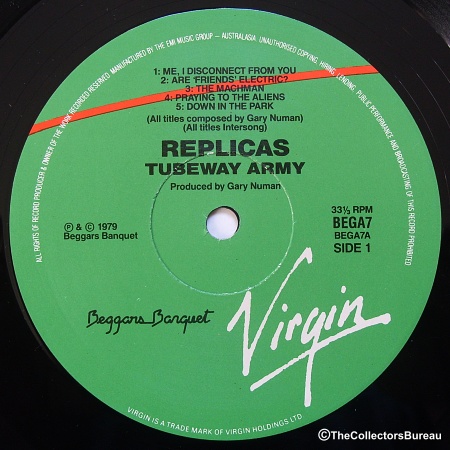 ALL RIGHTS OF RECORD PRODUCER & OWNER OF THE WORK RECORDED RESERVED. MANUFACTURED BY THE EMI MUSIC GROUP — AUSTRALASIA. UNAUTHORISED COPYING, HIRING, LENDING, PUBLIC PERFORMANCE AND BROADCASTING OF THIS RECORD PROHIBITED
1: ME, I DISCONNECT FROM YOU
2: ARE 'FRIENDS' ELECTRIC?
3: THE MACHMAN
4: PRAYING TO THE ALIENS
5: DOWN IN THE PARK
(All titles composed by Gary Numan)
(All titles Intersong)
REPLICAS
TUBEWAY ARMY
Produced by Gary Numan
Ⓟ & © 1979
Beggars Banquet
33⅓ RPM
BEGA7
BEGA7A
SIDE 1
Beggars Banquet
Virgin
VIRGIN IS A TRADE MARK OF VIRGIN HOLDINGS LTD
©TheCollectorsBureau